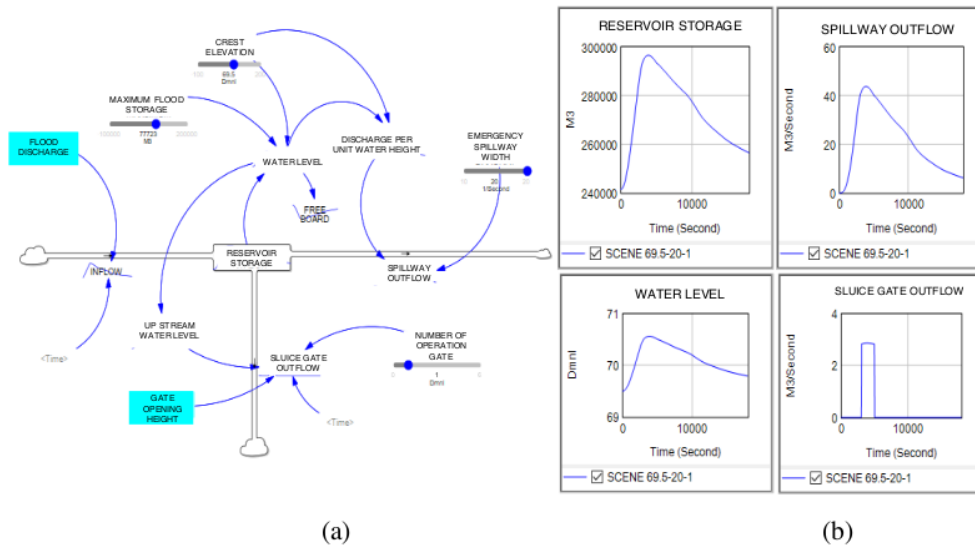 CREST
ELEVATION
100 69.5 200
Dmnl
MAXIMUM FLOOD
STORAGE
77723 200000
M3
FLOOD
DISCHARGE
WATER LEVEL
DISCHARGE PER
UNIT WATER HEIGHT
EMERGENCY
SPILLWAY
WIDTH
10 20
1/Second
FREE
BOARD
RESERVOIR
STORAGE
INFLOW
SPILLWAY
OUTFLOW
UP STREAM
WATER LEVEL
<Time>
SLUICE GATE
OUTFLOW
NUMBER OF
OPERATION
GATE
1
Dmnl
GATE
OPENING
HEIGHT
<Time>
(a)
RESERVOIR STORAGE
M3
300000
280000
260000
240000
0 10000
Time (Second)
SCENE 69.5-20-1
SPILLWAY OUTFLOW
M3/Second
60
40
20
0
0 10000
Time (Second)
SCENE 69.5-20-1
WATER LEVEL
Dmnl
71
70
69
0 10000
Time (Second)
SCENE 69.5-20-1
SLUICE GATE OUTFLOW
M3/Second
4
2
0
0 10000
Time (Second)
SCENE 69.5-20-1
(b)